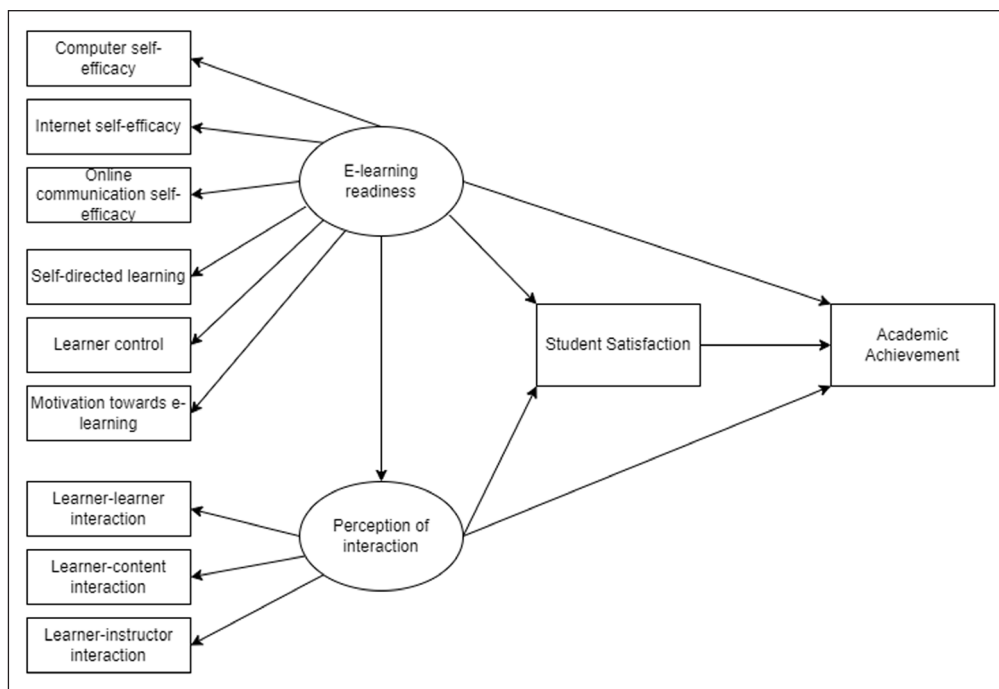 Computer self-
efficacy
Internet self-efficacy
Online
communication self-
efficacy
Self-directed learning
Learner control
Motivation towards e-
learning
Learner-learner
interaction
Learner-content
interaction
Learner-instructor
interaction
E-learning
readiness
Perception of
interaction
Student Satisfaction
Academic
Achievement